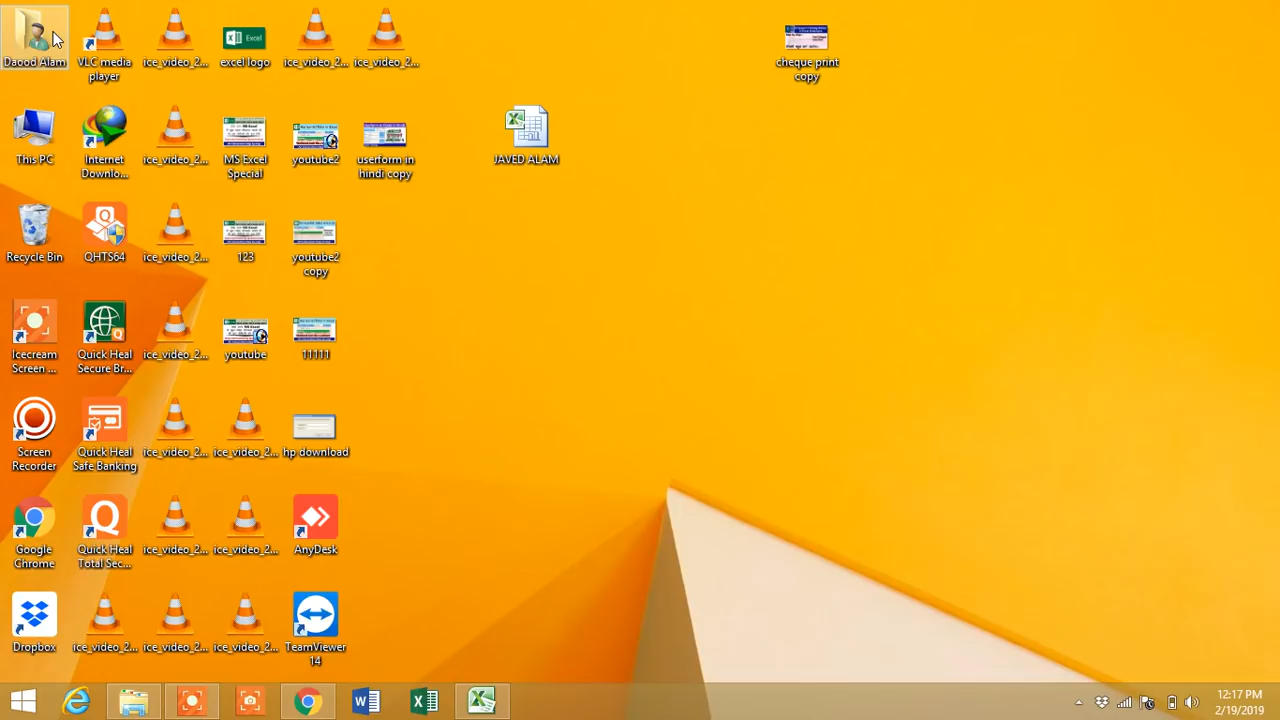 Daood Alam
VLC media
player
ice_video_2...
excel logo
ice_video_2...
ice_video_2...
cheque print
copy
This PC
Internet
Downlo...
ice_video_2...
MS Excel
Special
youtube2
userform in
hindi copy
JAVED ALAM
Recycle Bin
QHTS64
ice_video_2...
123
youtube2
copy
Icecream
Screen ...
Quick Heal
Secure Br...
ice_video_2...
youtube
11111
Screen
Recorder
Quick Heal
Safe Banking
ice_video_2...
ice_video_2...
hp download
Google
Chrome
Quick Heal
Total Sec...
ice_video_2...
ice_video_2...
AnyDesk
Dropbox
ice_video_2...
ice_video_2...
ice_video_2...
TeamViewer
14
12:17 PM
2/19/2019